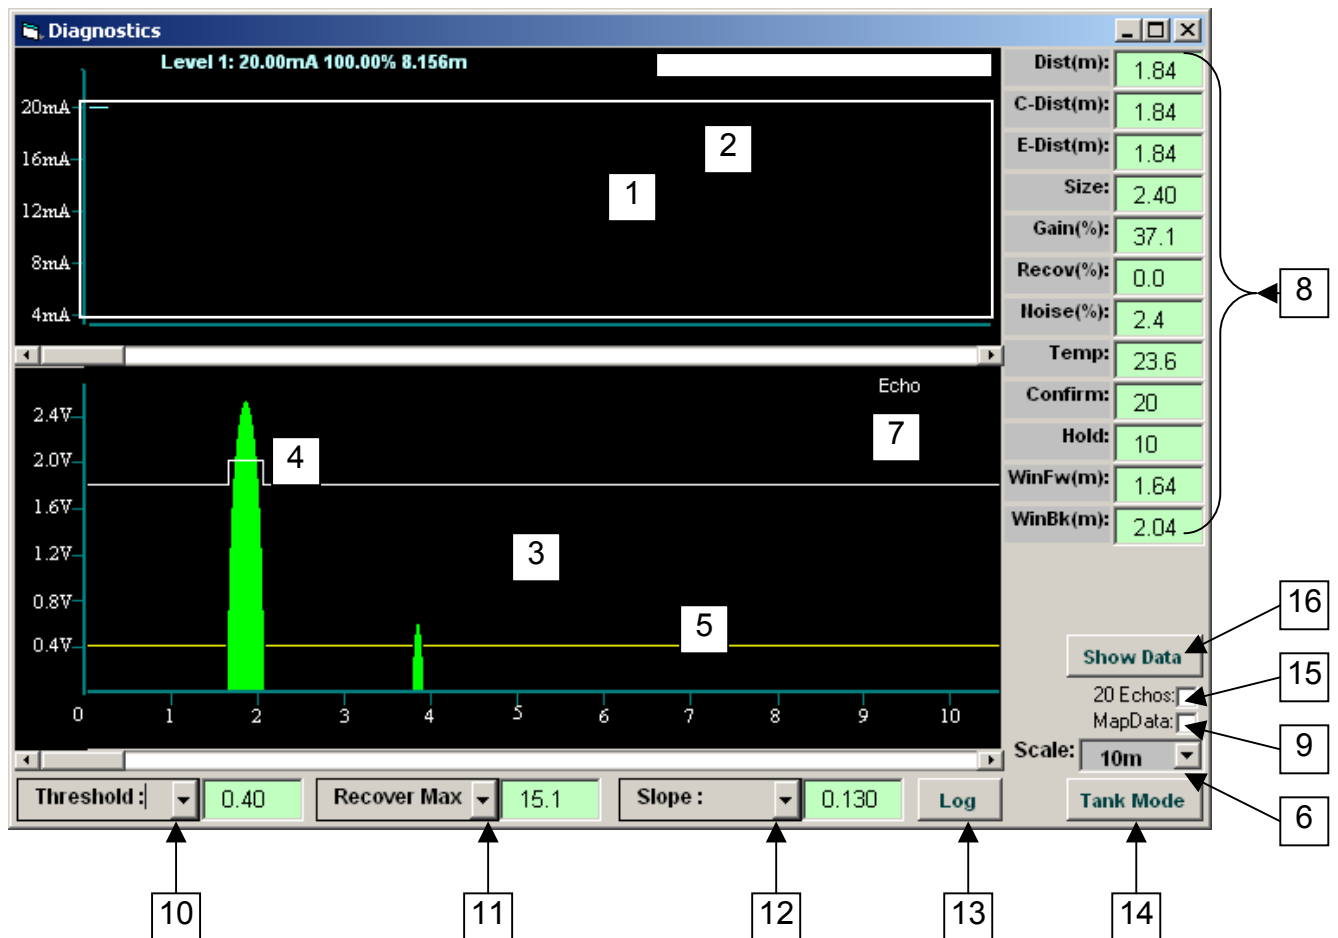 Diagnostics
Level 1: 20.00mA 100.00% 8.156m
20mA
16mA
12mA
8mA
4mA
2
1
Dist(m): 1.84
C-Dist(m): 1.84
E-Dist(m): 1.84
Size: 2.40
Gain(%): 37.1
Recov(%): 0.0
Noise(%): 2.4
Temp: 23.6
Confirm: 20
Hold: 10
WinFw(m): 1.64
WinBk(m): 2.04
8
Echo
7
2.4V
2.0V
1.6V
1.2V
0.8V
0.4V
4
3
5
0 1 2 3 4 5 6 7 8 9 10
Show Data
16
20 Echos:
15
MapData:
9
Scale: 10m
6
Threshold : 0.40
Recover Max 15.1
Slope : 0.130
Log
Tank Mode
10
11
12
13
14